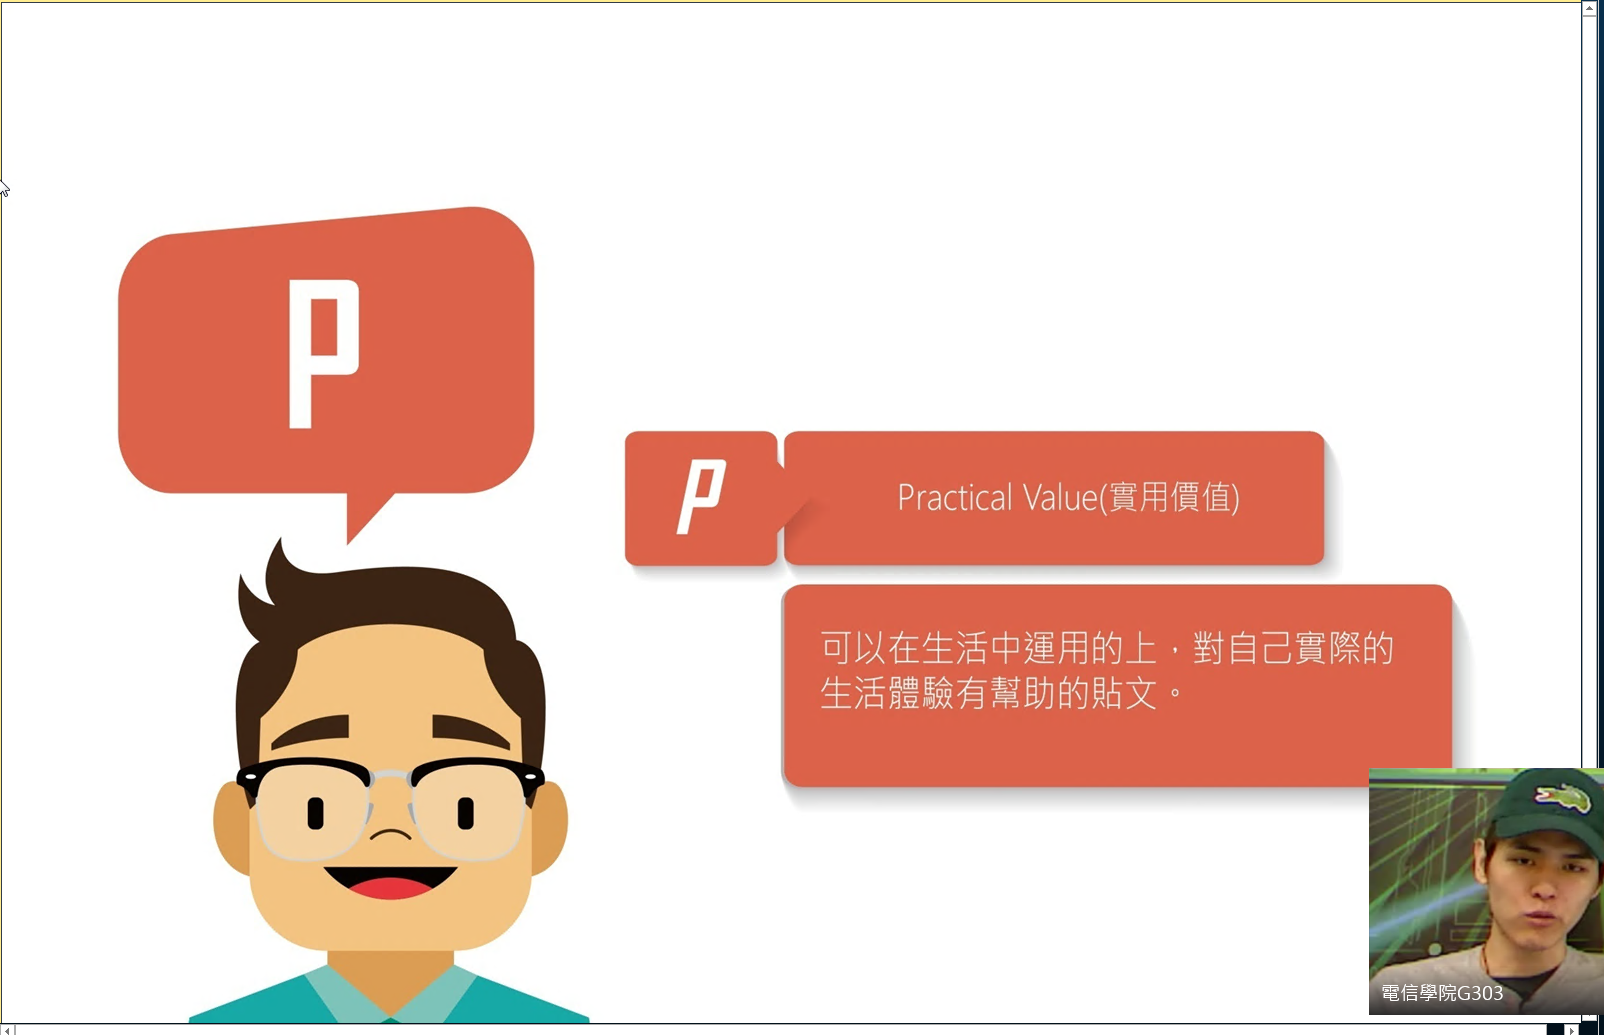 P
P
Practical Value(實用價值)
可以在生活中運用的上，對自己實際的
生活體驗有幫助的貼文。
電信學院G303